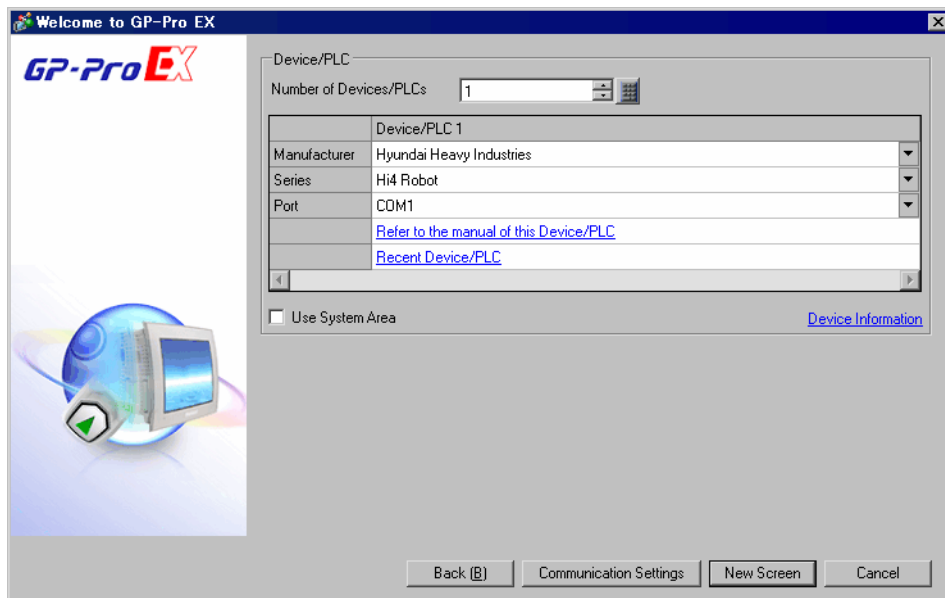 Welcome to GP-Pro EX
GP-Pro EX
Device/PLC
Number of Devices/PLCs 1
Device/PLC 1
Manufacturer Hyundai Heavy Industries
Series Hi4 Robot
Port COM1
Refer to the manual of this Device/PLC
Recent Device/PLC
Use System Area Device Information
Back (B) Communication Settings New Screen Cancel